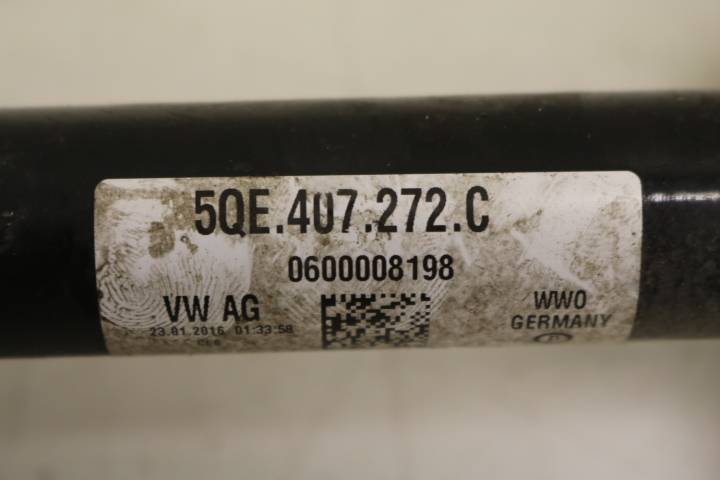 5QE.407.272.C
0600008198
VW AG
WWO
GERMANY
23.01.2016 01:33:58